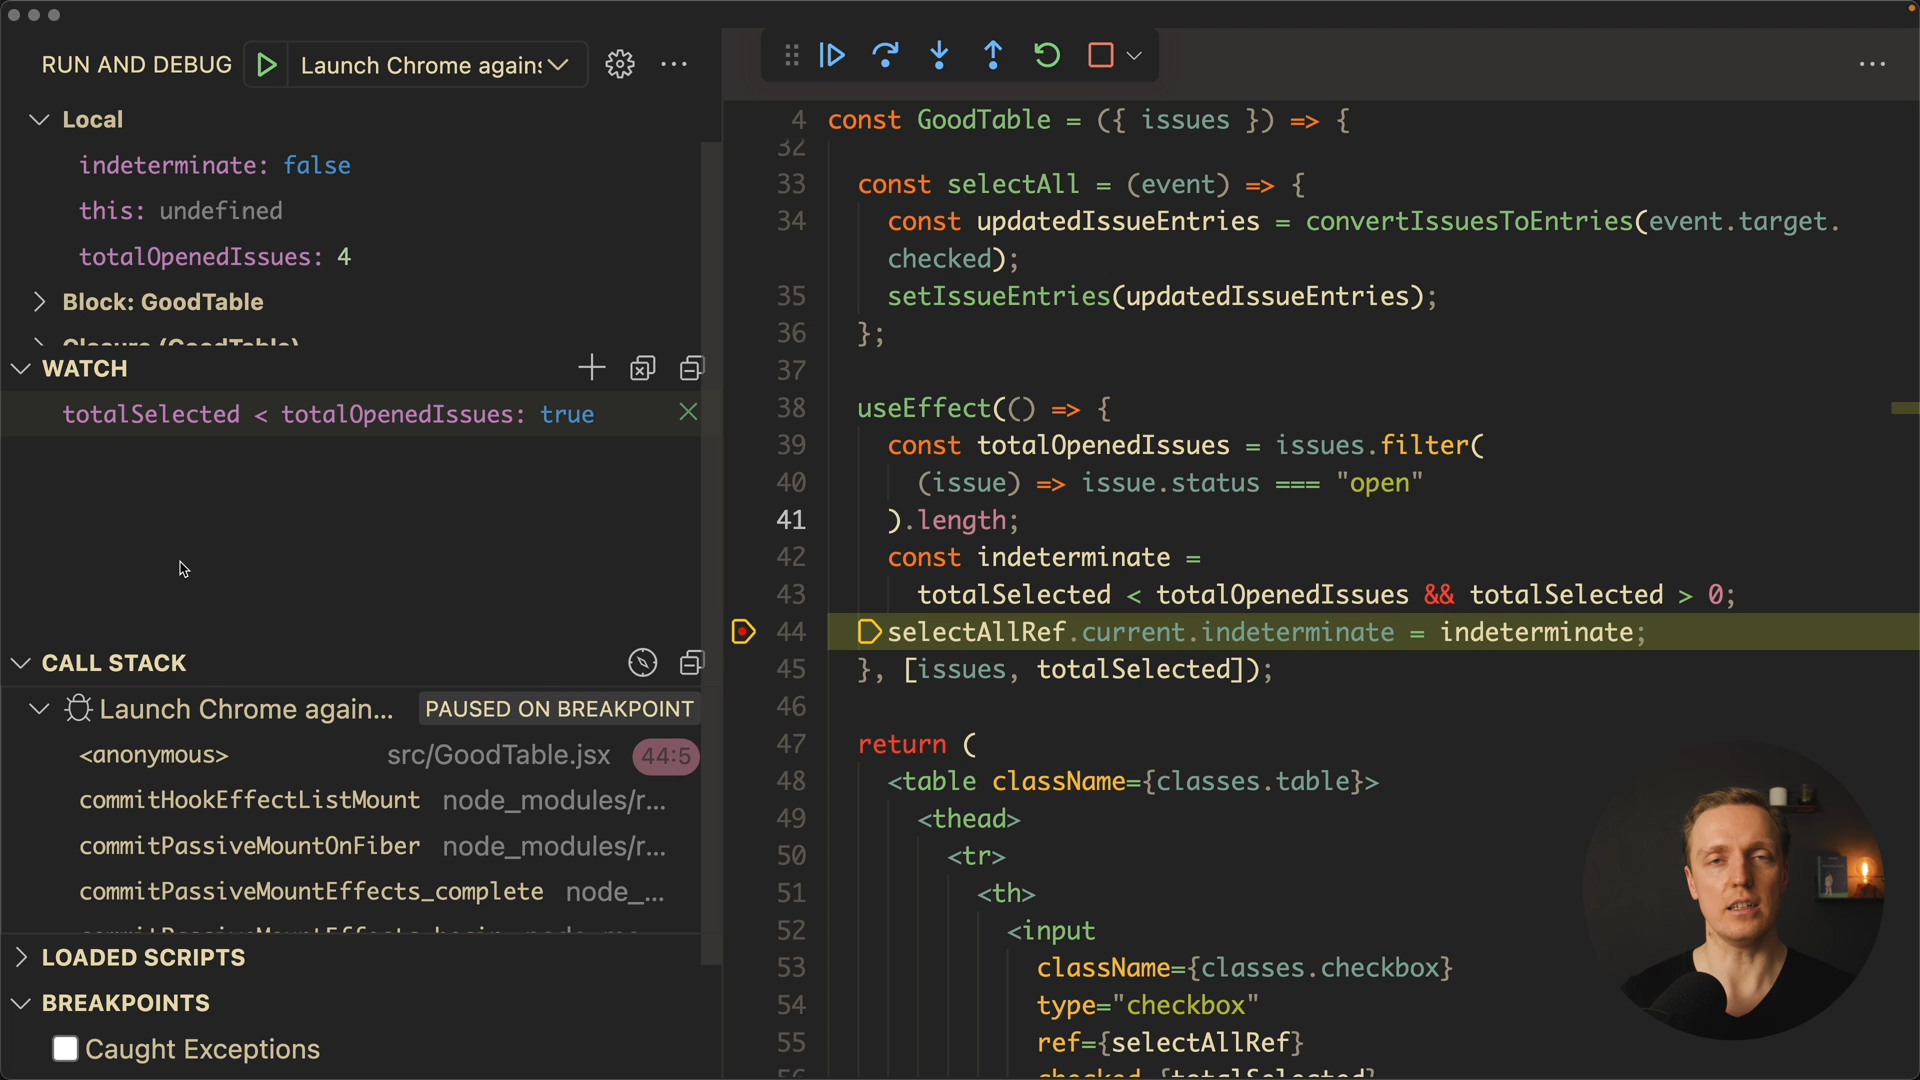 RUN AND DEBUG
Launch Chrome again
Local
indeterminate: false
this: undefined
totalOpenedIssues: 4
Block: GoodTable
Closure (GoodTable)
WATCH
totalSelected < totalOpenedIssues: true
CALL STACK
Launch Chrome again... PAUSED ON BREAKPOINT
<anonymous> src/GoodTable.jsx 44:5
commitHookEffectListMount node_modules/r...
commitPassiveMountOnFiber node_modules/r...
commitPassiveMountEffects_complete node_...
LOADED SCRIPTS
BREAKPOINTS
Caught Exceptions
4 const GoodTable = ({ issues }) => {
32
33 const selectAll = (event) => {
34 const updatedIssueEntries = convertIssuesToEntries(event.target.
checked);
35 setIssueEntries(updatedIssueEntries);
36 };
37
38 useEffect(() => {
39 const totalOpenedIssues = issues.filter(
40 (issue) => issue.status === "open"
41 ).length;
42 const indeterminate =
43 totalSelected < totalOpenedIssues && totalSelected > 0;
44 selectAllRef.current.indeterminate = indeterminate;
45 }, [issues, totalSelected]);
46
47 return (
48 <table className={classes.table}>
49 <thead>
50 <tr>
51 <th>
52 <input
53 className={classes.checkbox}
54 type="checkbox"
55 ref={selectAllRef}